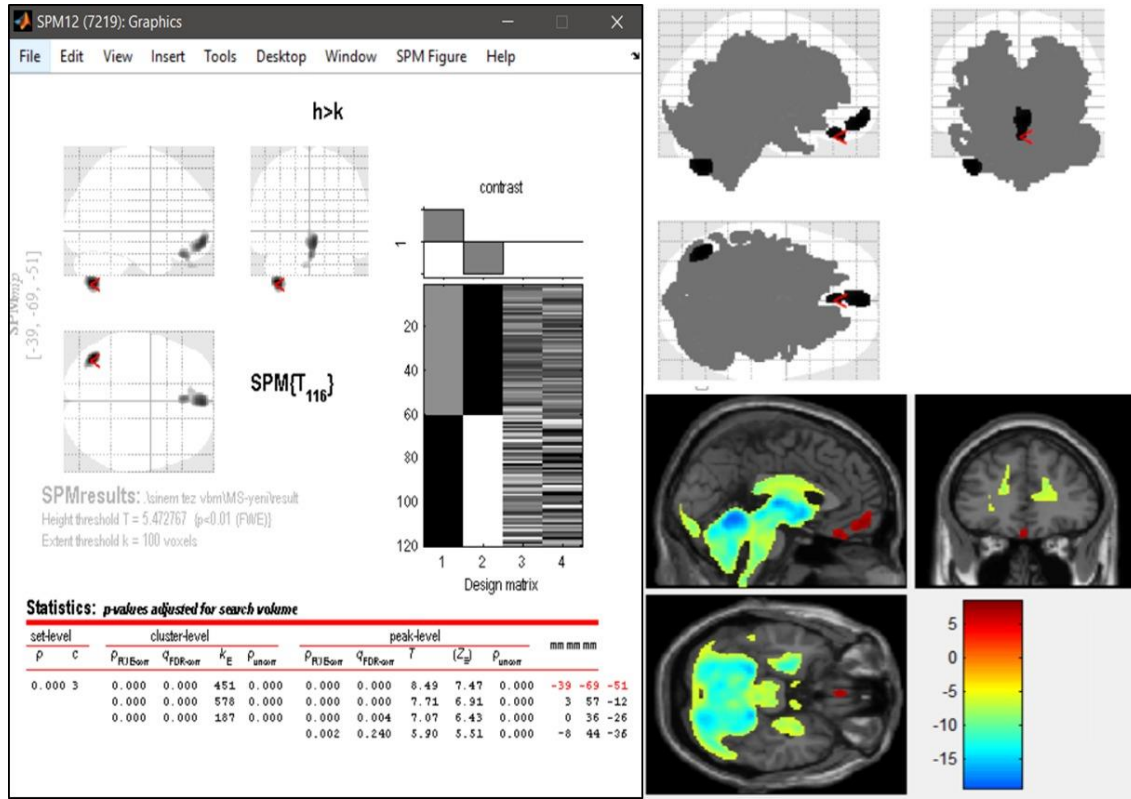 SPM12 (7219): Graphics
File Edit View Insert Tools Desktop Window SPM Figure Help
h>k
contrast
1
SPMmip
[-39, -69, -51]
SPM{T116}
20
40
60
80
100
120
1 2 3 4
Design matrix
SPMresults: .\sinem tez vbm\MS-yeni\result
Height threshold T = 5.472767 {p<0.01 (FWE)}
Extent threshold k = 100 voxels
Statistics: p-values adjusted for search volume
set-level cluster-level peak-level mm mm mm
p c pFWE-corr qFDR-corr kE puncorr pFWE-corr qFDR-corr T (Z≡) puncorr
0.000 3 0.000 0.000 451 0.000 0.000 0.000 8.49 7.47 0.000 -39 -69 -51
0.000 0.000 578 0.000 0.000 0.000 7.71 6.91 0.000 3 57 -12
0.000 0.000 187 0.000 0.000 0.004 7.07 6.43 0.000 0 36 -26
0.002 0.240 5.90 5.51 0.000 -8 44 -36
5
0
-5
-10
-15